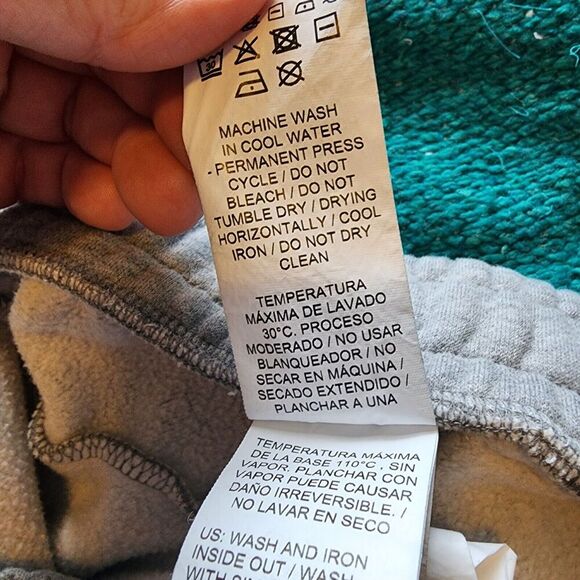 MACHINE WASH
IN COOL WATER
- PERMANENT PRESS
CYCLE / DO NOT
BLEACH / DO NOT
TUMBLE DRY / DRYING
HORIZONTALLY / COOL
IRON / DO NOT DRY
CLEAN
TEMPERATURA
MÁXIMA DE LAVADO
30°C. PROCESO
MODERADO / NO USAR
BLANQUEADOR / NO
SECAR EN MÁQUINA /
SECADO EXTENDIDO /
PLANCHAR A UNA
TEMPERATURA MÁXIMA
DE LA BASE 110°C . SIN
VAPOR. PLANCHAR CON
VAPOR PUEDE CAUSAR
DAÑO IRREVERSIBLE. /
NO LAVAR EN SECO
US: WASH AND IRON
INSIDE OUT / WASH
WITH